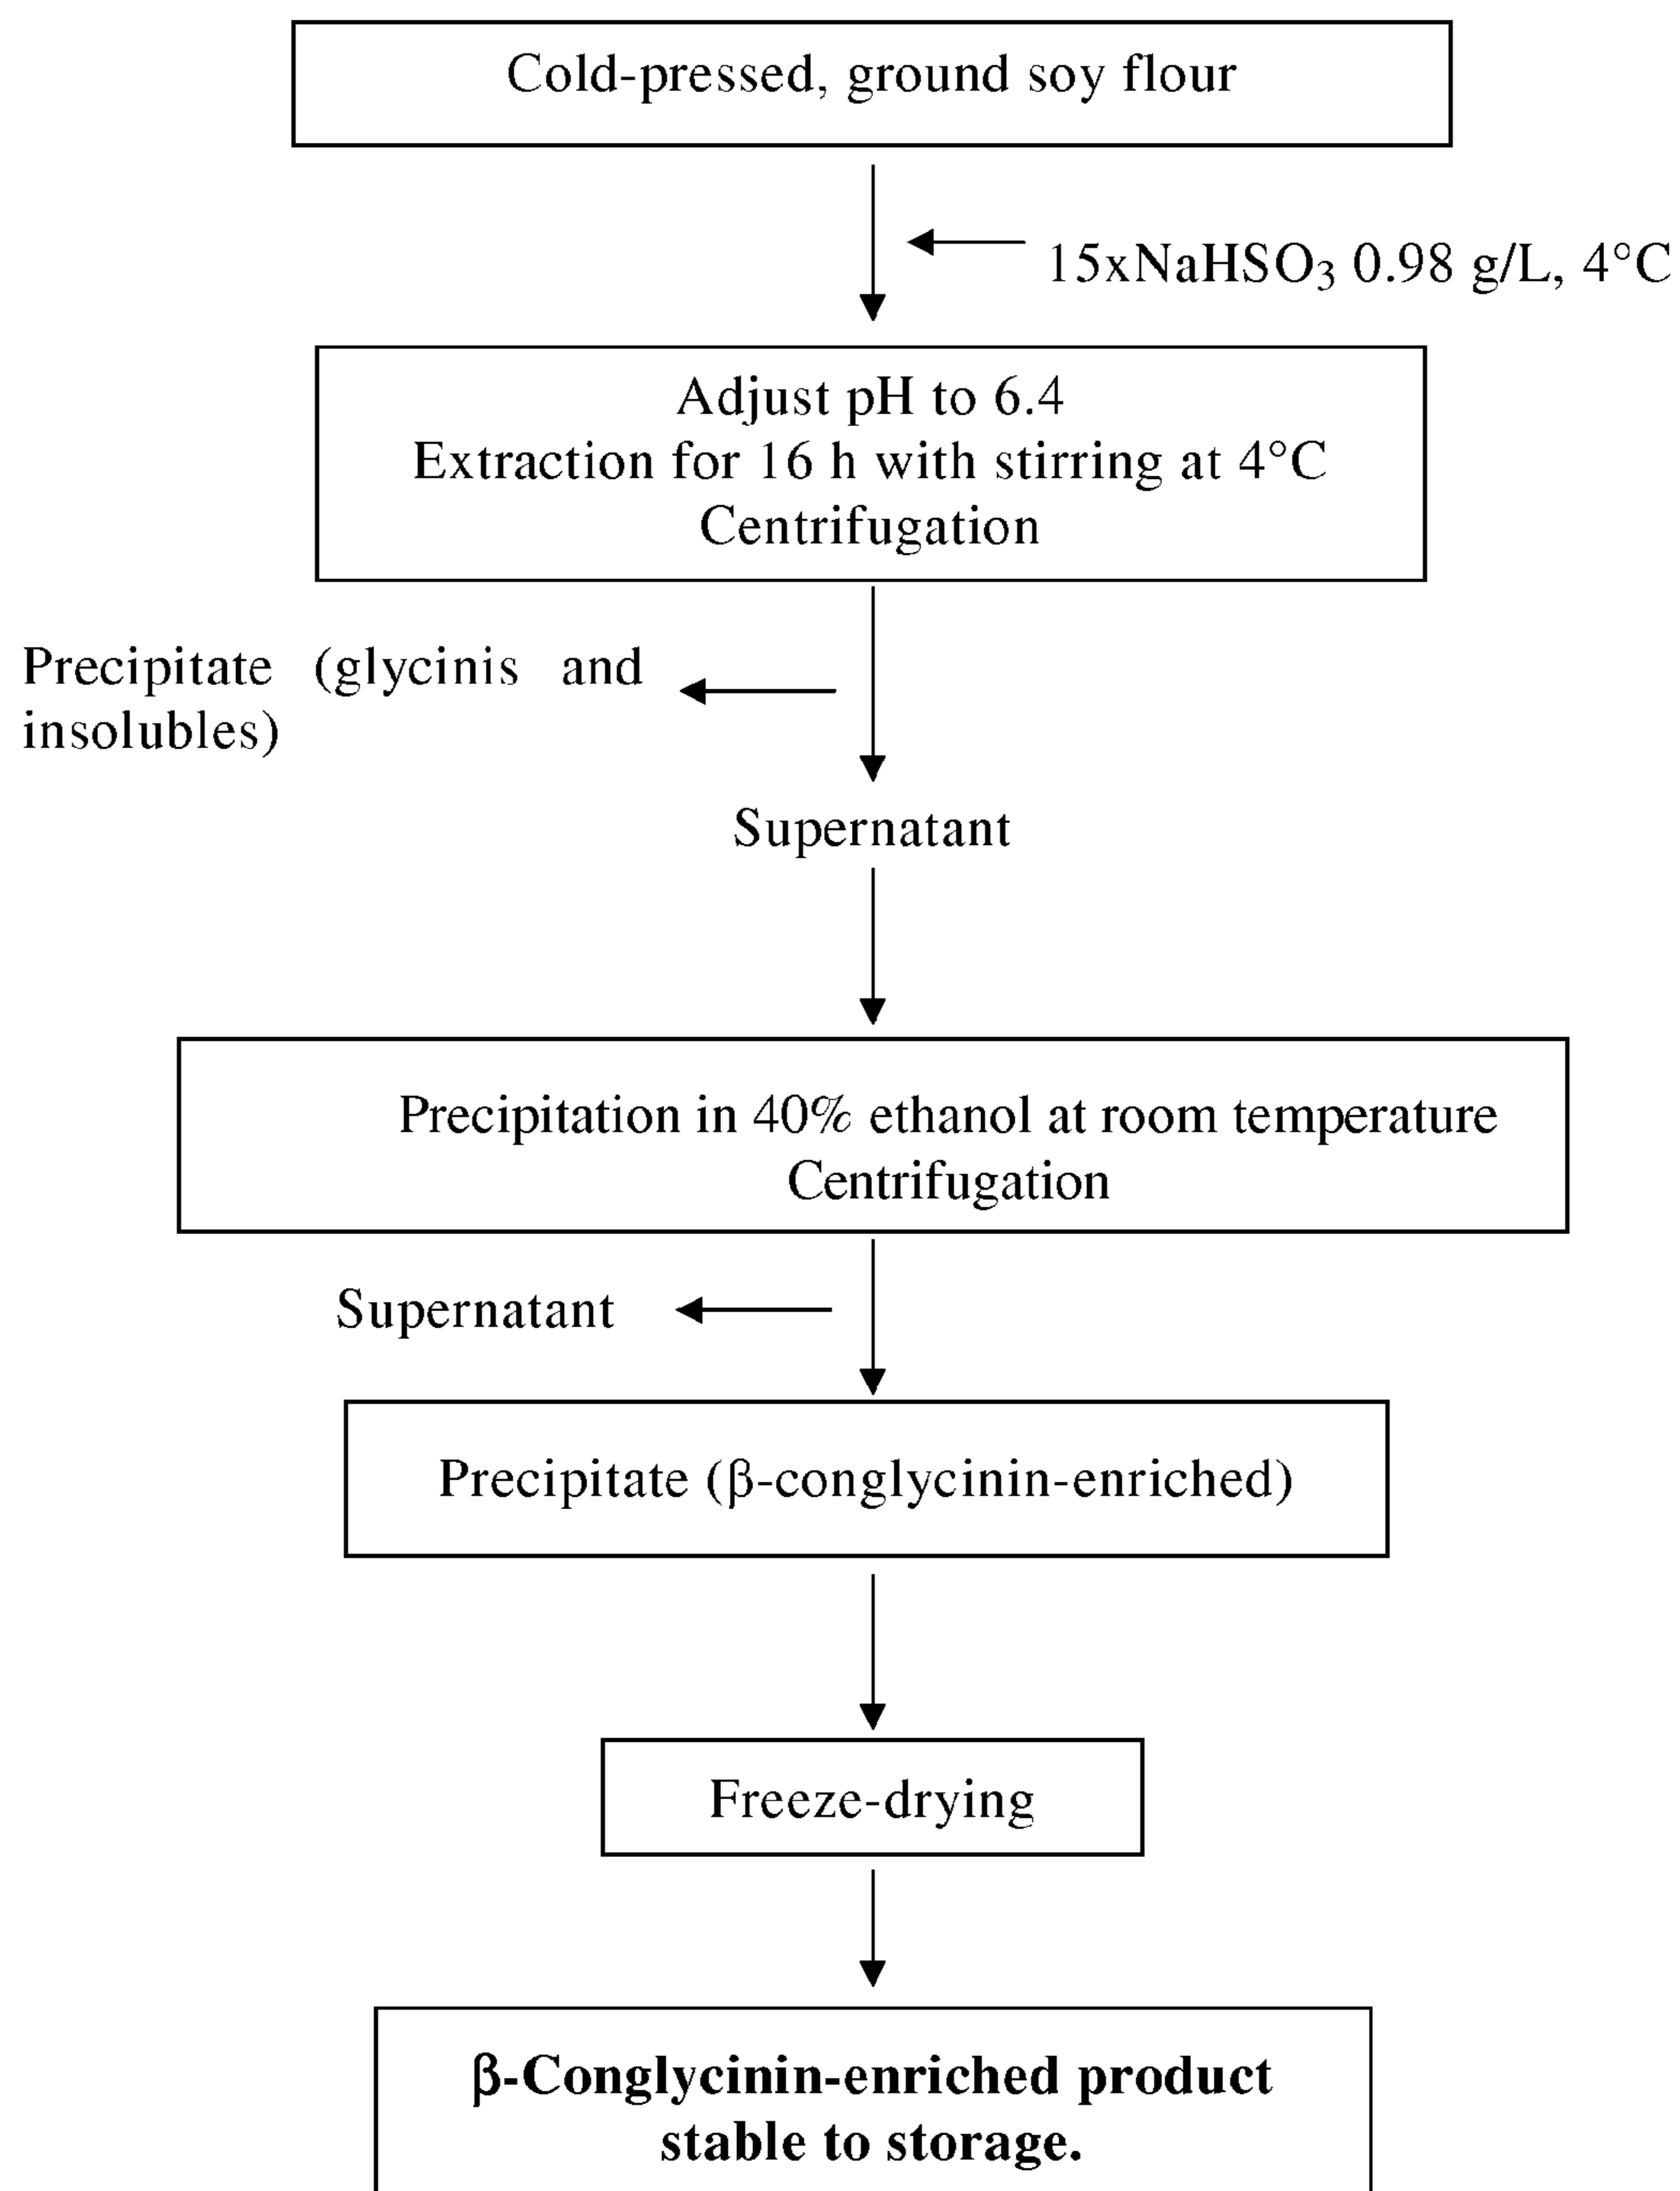 Cold-pressed, ground soy flour
15xNaHSO₃ 0.98 g/L, 4°C
Adjust pH to 6.4
Extraction for 16 h with stirring at 4°C
Centrifugation
Precipitate (glycinis and
insolubles)
Supernatant
Precipitation in 40% ethanol at room temperature
Centrifugation
Supernatant
Precipitate (β-conglycinin-enriched)
Freeze-drying
β-Conglycinin-enriched product
stable to storage.